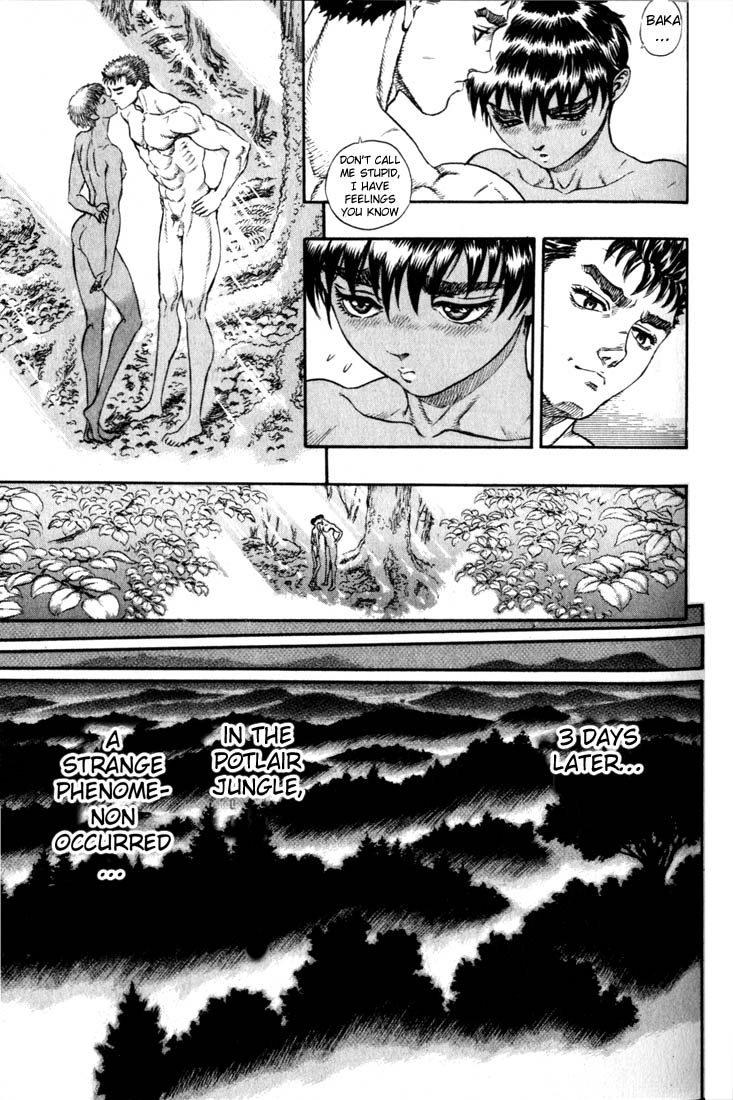 BAKA
...
DON'T CALL
ME STUPID,
I HAVE
FEELINGS
YOU KNOW
3 DAYS
LATER...
IN THE
POTLAIR
JUNGLE,
A
STRANGE
PHENOME-
NON
OCCURRED
...